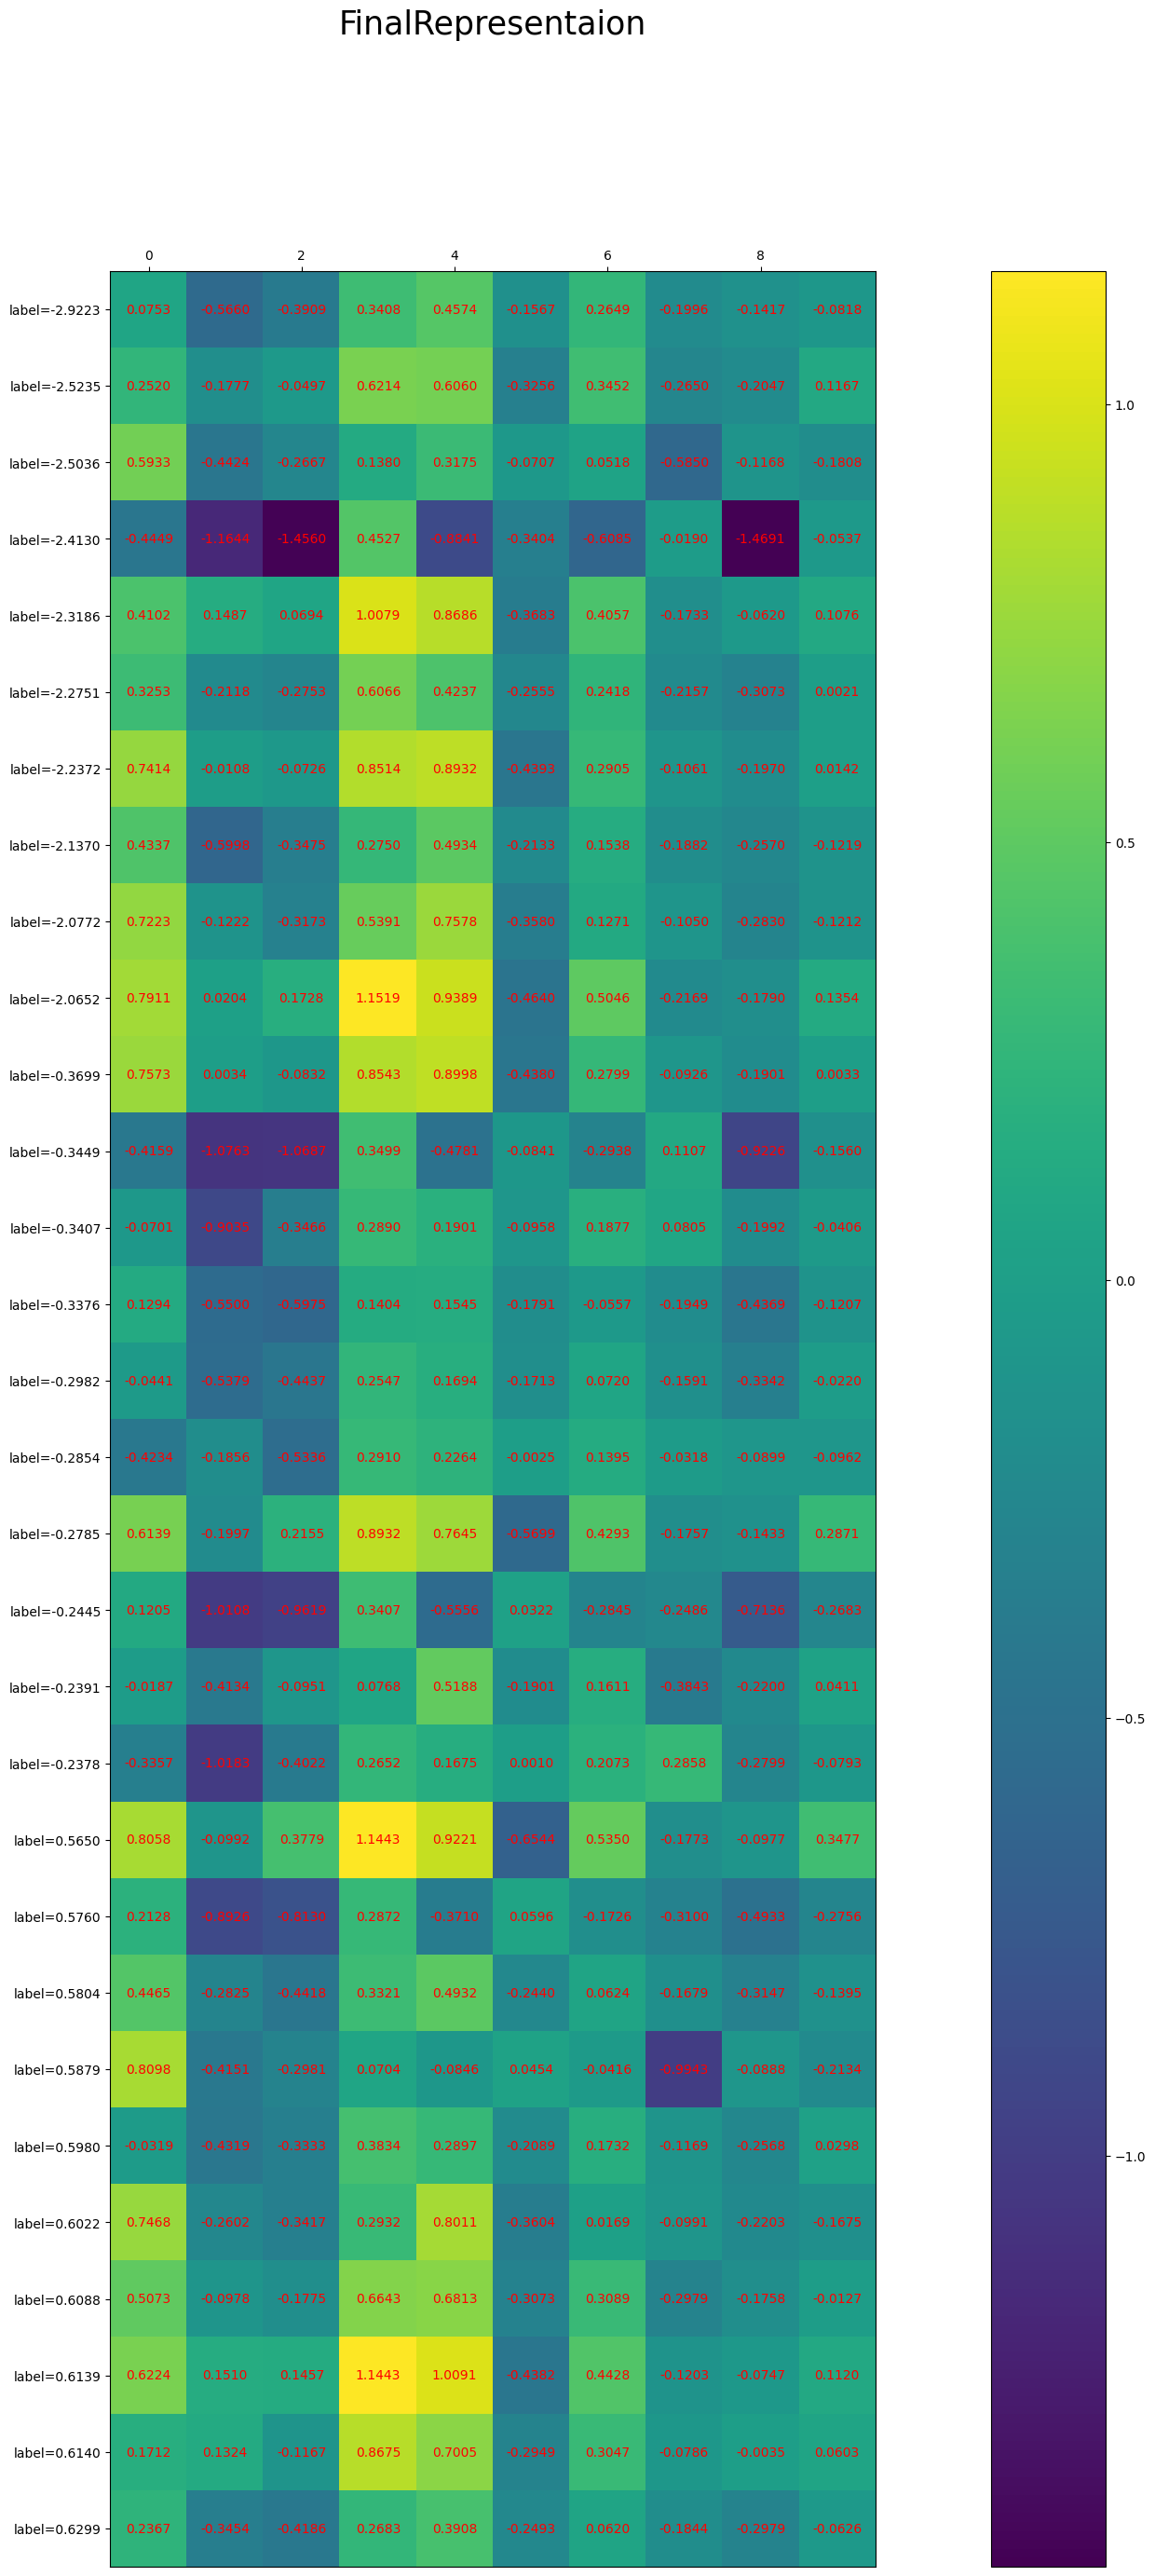 FinalRepresentaion
0 2 4 6 8
label=-2.9223 0.0753 -0.5660 -0.3909 0.3408 0.4574 -0.1567 0.2649 -0.1996 -0.1417 -0.0818
label=-2.5235 0.2520 -0.1777 -0.0497 0.6214 0.6060 -0.3256 0.3452 -0.2650 -0.2047 0.1167
1.0
label=-2.5036 0.5933 -0.4424 -0.2667 0.1380 0.3175 -0.0707 0.0518 -0.5850 -0.1168 -0.1808
label=-2.4130 -0.4449 -1.1644 -1.4560 0.4527 -0.3404 -0.6085 -0.0190 -1.4691 -0.0537
label=-2.3186 0.4102 0.1487 0.0694 1.0079 0.8686 -0.3683 0.4057 -0.1733 -0.0620 0.1076
label=-2.2751 0.3253 -0.2118 -0.2753 0.6066 0.4237 -0.2555 0.2418 -0.2157 -0.3073 0.0021
label=-2.2372 0.7414 -0.0108 -0.0726 0.8514 0.8932 -0.4393 0.2905 -0.1061 -0.1970 0.0142
label=-2.1370 0.4337 -0.5998 -0.3475 0.2750 0.4934 -0.2133 0.1538 -0.1882 -0.2570 -0.1219
0.5
label=-2.0772 0.7223 -0.1222 -0.3173 0.5391 0.7578 -0.3580 0.1271 -0.1050 -0.2830 -0.1212
label=-2.0652 0.7911 0.0204 0.1728 1.1519 0.9389 -0.4640 0.5046 -0.2169 -0.1790 0.1354
label=-0.3699 0.7573 0.0034 -0.0832 0.8543 0.8998 -0.4380 0.2799 -0.0926 -0.1901 0.0033
label=-0.3449 -0.4159 -1.0763 -1.0687 0.3499 -0.4781 -0.0841 -0.2938 0.1107 -0.1560
label=-0.3407 -0.0701 -0.3466 0.2890 0.1901 -0.0958 0.1877 0.0805 -0.1992 -0.0406
0.0
label=-0.3376 0.1294 -0.5500 -0.5975 0.1404 0.1545 -0.1791 -0.0557 -0.1949 -0.4369 -0.1207
label=-0.2982 -0.0441 -0.5379 -0.4437 0.2547 0.1694 -0.1713 0.0720 -0.1591 -0.3342 -0.0220
label=-0.2854 -0.4234 -0.1856 -0.5336 0.2910 0.2264 -0.0025 0.1395 -0.0318 -0.0899 -0.0962
label=-0.2785 0.6139 -0.1997 0.2155 0.8932 0.7645 -0.5699 0.4293 -0.1757 -0.1433 0.2871
label=-0.2445 0.1205 0.3407 -0.5556 0.0322 -0.2845 -0.2486 -0.7136 -0.2683
label=-0.2391 -0.0187 -0.4134 -0.0951 0.0768 0.5188 -0.1901 0.1611 -0.3843 -0.2200 0.0411
−0.5
label=-0.2378 -0.3357 -0.4022 0.2652 0.1675 0.0010 0.2073 0.2858 -0.2799 -0.0793
label=0.5650 0.8058 -0.0992 0.3779 1.1443 0.9221 -0.6544 0.5350 -0.1773 -0.0977 0.3477
label=0.5760 0.2128 0.2872 -0.3710 0.0596 -0.1726 -0.3100 -0.4933 -0.2756
label=0.5804 0.4465 -0.2825 -0.4418 0.3321 0.4932 -0.2440 0.0624 -0.1679 -0.3147 -0.1395
label=0.5879 0.8098 -0.4151 -0.2981 0.0704 -0.0846 0.0454 -0.0416 -0.0888 -0.2134
label=0.5980 -0.0319 -0.4319 -0.3333 0.3834 0.2897 -0.2089 0.1732 -0.1169 -0.2568 0.0298
−1.0
label=0.6022 0.7468 -0.2602 -0.3417 0.2932 0.8011 -0.3604 0.0169 -0.0991 -0.2203 -0.1675
label=0.6088 0.5073 -0.0978 -0.1775 0.6643 0.6813 -0.3073 0.3089 -0.2979 -0.1758 -0.0127
label=0.6139 0.6224 0.1510 0.1457 1.1443 1.0091 -0.4382 0.4428 -0.1203 -0.0747 0.1120
label=0.6140 0.1712 0.1324 -0.1167 0.8675 0.7005 -0.2949 0.3047 -0.0786 -0.0035 0.0603
label=0.6299 0.2367 -0.3454 -0.4186 0.2683 0.3908 -0.2493 0.0620 -0.1844 -0.2979 -0.0626